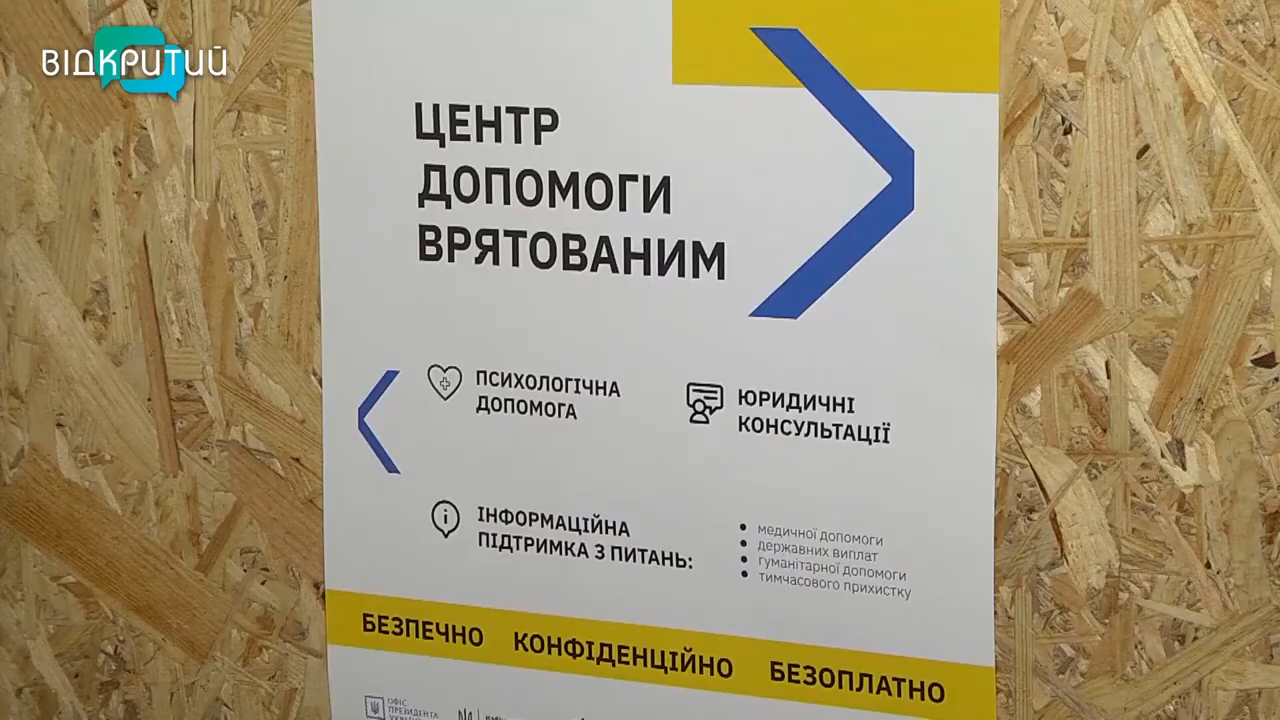 ВІДКРИТИЙ
ЦЕНТР
ДОПОМОГИ
ВРЯТОВАНИМ
ПСИХОЛОГІЧНА
ДОПОМОГА
ЮРИДИЧНІ
КОНСУЛЬТАЦІЇ
ІНФОРМАЦІЙНА
ПІДТРИМКА З ПИТАНЬ:
медичної допомоги
державних виплат
гуманітарної допомоги
тимчасового прихистку
БЕЗПЕЧНО КОНФІДЕНЦІЙНО БЕЗОПЛАТНО
ОФІС
ПРЕЗИДЕНТА